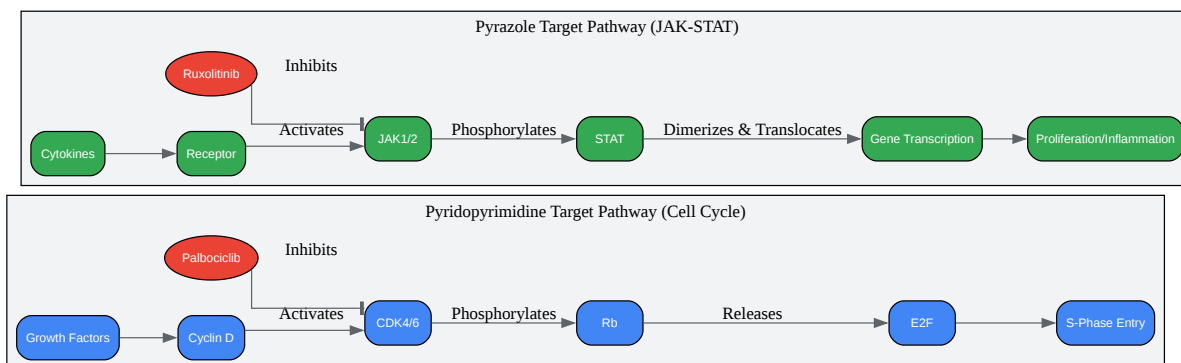 Pyrazole Target Pathway (JAK-STAT)
Ruxolitinib
Inhibits
Cytokines
Receptor
Activates
JAK1/2
Phosphorylates
STAT
Dimerizes & Translocates
Gene Transcription
Proliferation/Inflammation
Pyridopyrimidine Target Pathway (Cell Cycle)
Palbociclib
Inhibits
Growth Factors
Cyclin D
Activates
CDK4/6
Phosphorylates
Rb
Releases
E2F
S-Phase Entry